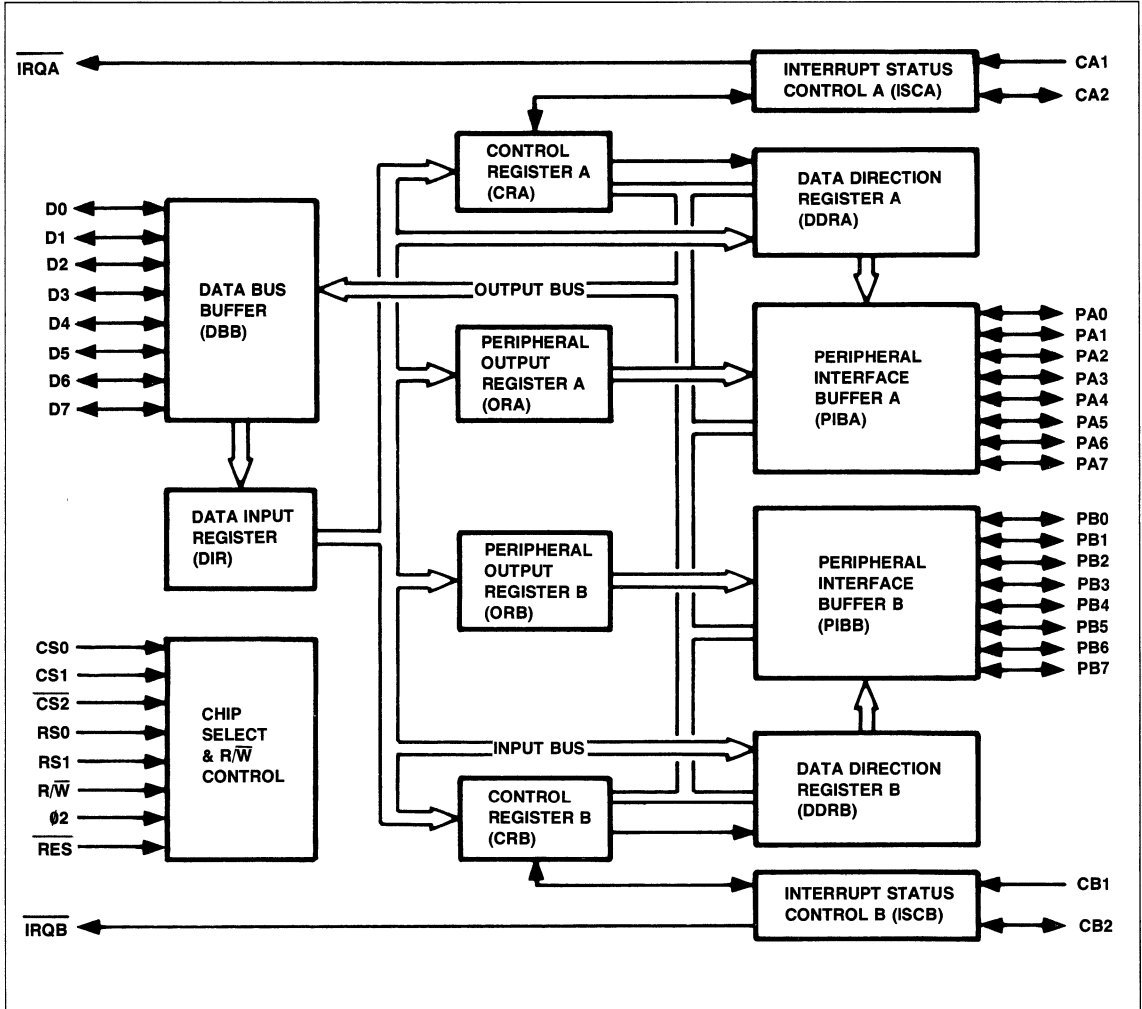 IRQA
INTERRUPT STATUS
CONTROL A (ISCA)
CA1
CA2
CONTROL
REGISTER A
(CRA)
DATA DIRECTION
REGISTER A
(DDRA)
D0
D1
D2
D3
D4
D5
D6
D7
DATA BUS
BUFFER
(DBB)
OUTPUT BUS
PERIPHERAL
OUTPUT
REGISTER A
(ORA)
PERIPHERAL
INTERFACE
BUFFER A
(PIBA)
PA0
PA1
PA2
PA3
PA4
PA5
PA6
PA7
DATA INPUT
REGISTER
(DIR)
PERIPHERAL
OUTPUT
REGISTER B
(ORB)
PERIPHERAL
INTERFACE
BUFFER B
(PIBB)
PB0
PB1
PB2
PB3
PB4
PB5
PB6
PB7
CS0
CS1
CS2
RS0
RS1
R/W
ø2
RES
CHIP
SELECT
& R/W
CONTROL
INPUT BUS
CONTROL
REGISTER B
(CRB)
DATA DIRECTION
REGISTER B
(DDRB)
INTERRUPT STATUS
CONTROL B (ISCB)
CB1
CB2
IRQB